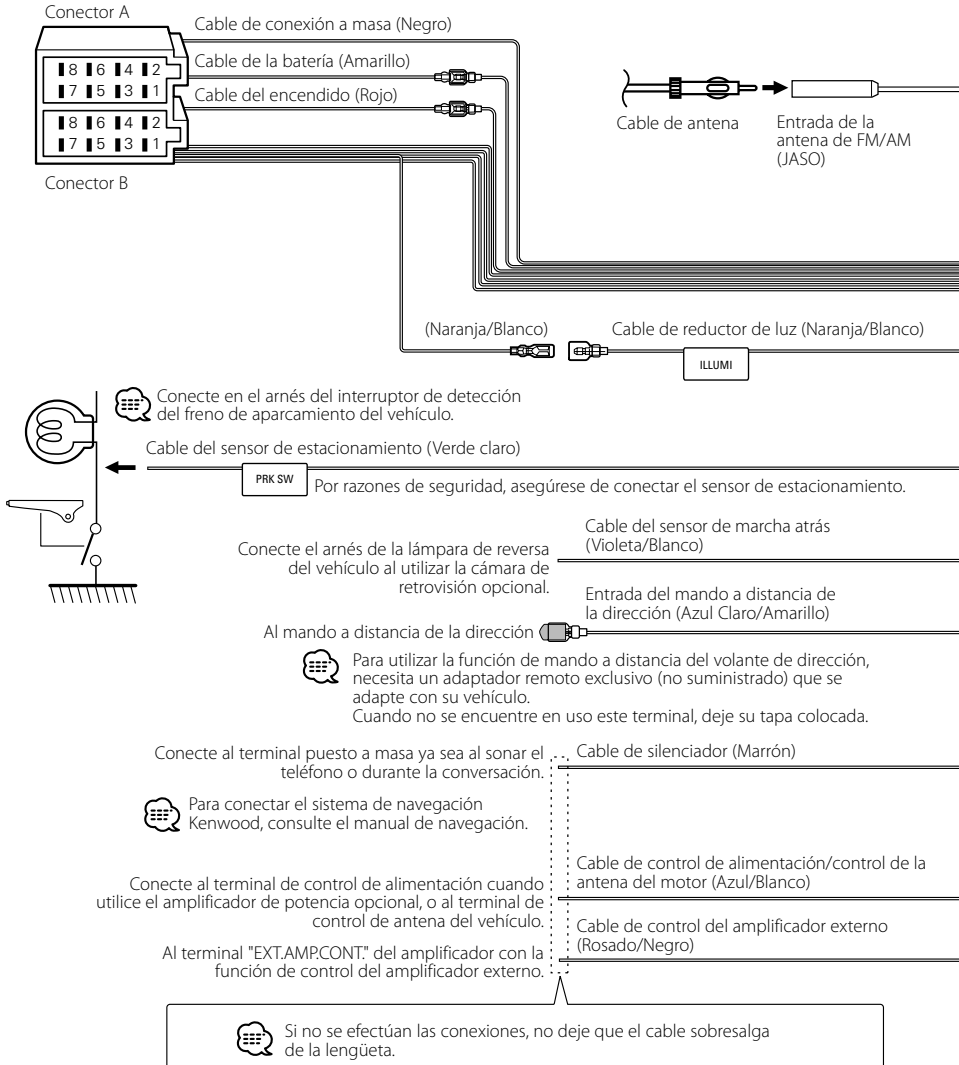 Conector A
Cable de conexión a masa (Negro)
Cable de la batería (Amarillo)
Cable del encendido (Rojo)
8 6 4 2
7 5 3 1
8 6 4 2
7 5 3 1
Conector B
Cable de antena
Entrada de la
antena de FM/AM
(JASO)
(Naranja/Blanco)
Cable de reductor de luz (Naranja/Blanco)
ILLUMI
Conecte en el arnés del interruptor de detección
del freno de aparcamiento del vehículo.
Cable del sensor de estacionamiento (Verde claro)
PRK SW
Por razones de seguridad, asegúrese de conectar el sensor de estacionamiento.
Conecte el arnés de la lámpara de reversa
del vehículo al utilizar la cámara de
retrovisión opcional.
Cable del sensor de marcha atrás
(Violeta/Blanco)
Entrada del mando a distancia de
la dirección (Azul Claro/Amarillo)
Al mando a distancia de la dirección
Para utilizar la función de mando a distancia del volante de dirección,
necesita un adaptador remoto exclusivo (no suministrado) que se
adapte con su vehículo.
Cuando no se encuentre en uso este terminal, deje su tapa colocada.
Conecte al terminal puesto a masa ya sea al sonar el
teléfono o durante la conversación.
Cable de silenciador (Marrón)
Para conectar el sistema de navegación
Kenwood, consulte el manual de navegación.
Conecte al terminal de control de alimentación cuando
utilice el amplificador de potencia opcional, o al terminal de
control de antena del vehículo.
Cable de control de alimentación/control de la
antena del motor (Azul/Blanco)
Al terminal "EXT.AMP.CONT." del amplificador con la
función de control del amplificador externo.
Cable de control del amplificador externo
(Rosado/Negro)
Si no se efectúan las conexiones, no deje que el cable sobresalga
de la lengüeta.